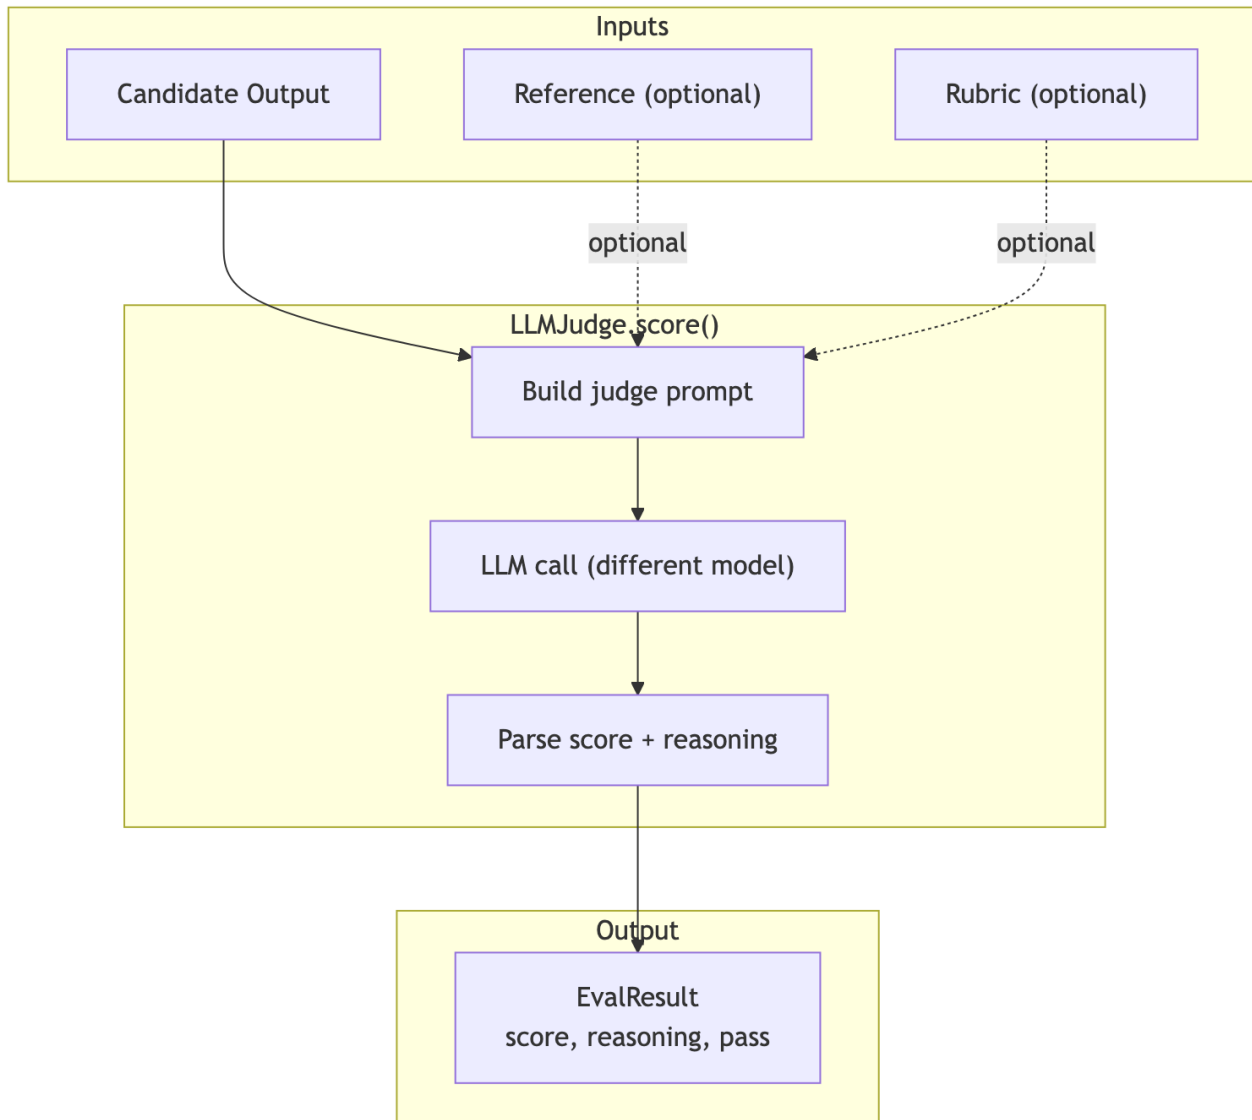 Inputs
Candidate Output
Reference (optional)
Rubric (optional)
optional
optional
LLMJudge.score()
Build judge prompt
LLM call (different model)
Parse score + reasoning
Output
EvalResult
score, reasoning, pass